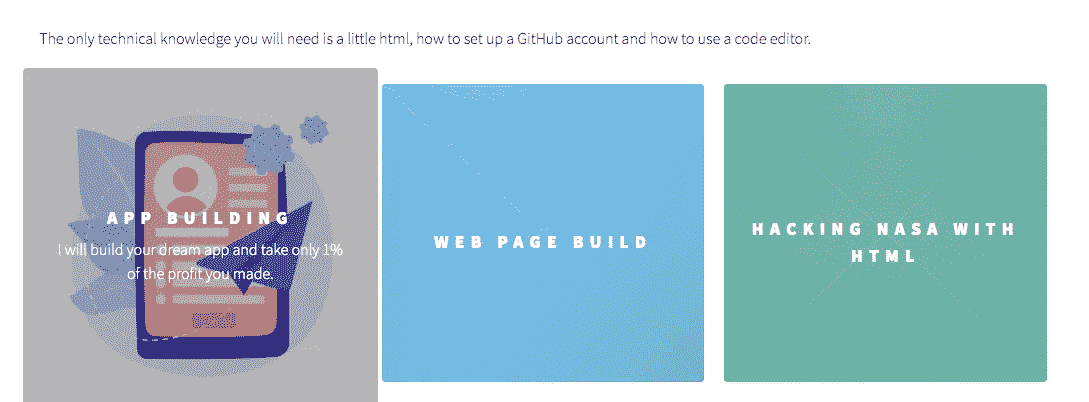 The only technical knowledge you will need is a little html, how to set up a GitHub account and how to use a code editor.
APP BUILDING
I will build your dream app and take only 1%
of the profit you made.
WEB PAGE BUILD
HACKING NASA WITH
HTML